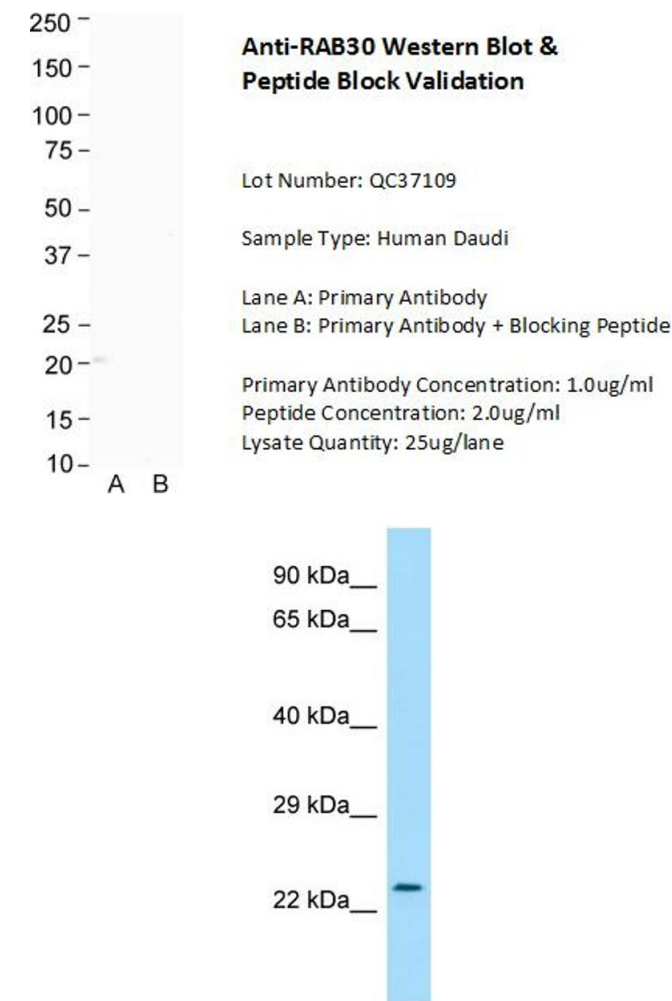 250
150
100
75
50
37
25
20
15
10
A B
Anti-RAB30 Western Blot &
Peptide Block Validation
Lot Number: QC37109
Sample Type: Human Daudi
Lane A: Primary Antibody
Lane B: Primary Antibody + Blocking Peptide
Primary Antibody Concentration: 1.0ug/ml
Peptide Concentration: 2.0ug/ml
Lysate Quantity: 25ug/lane
90 kDa
65 kDa
40 kDa
29 kDa
22 kDa